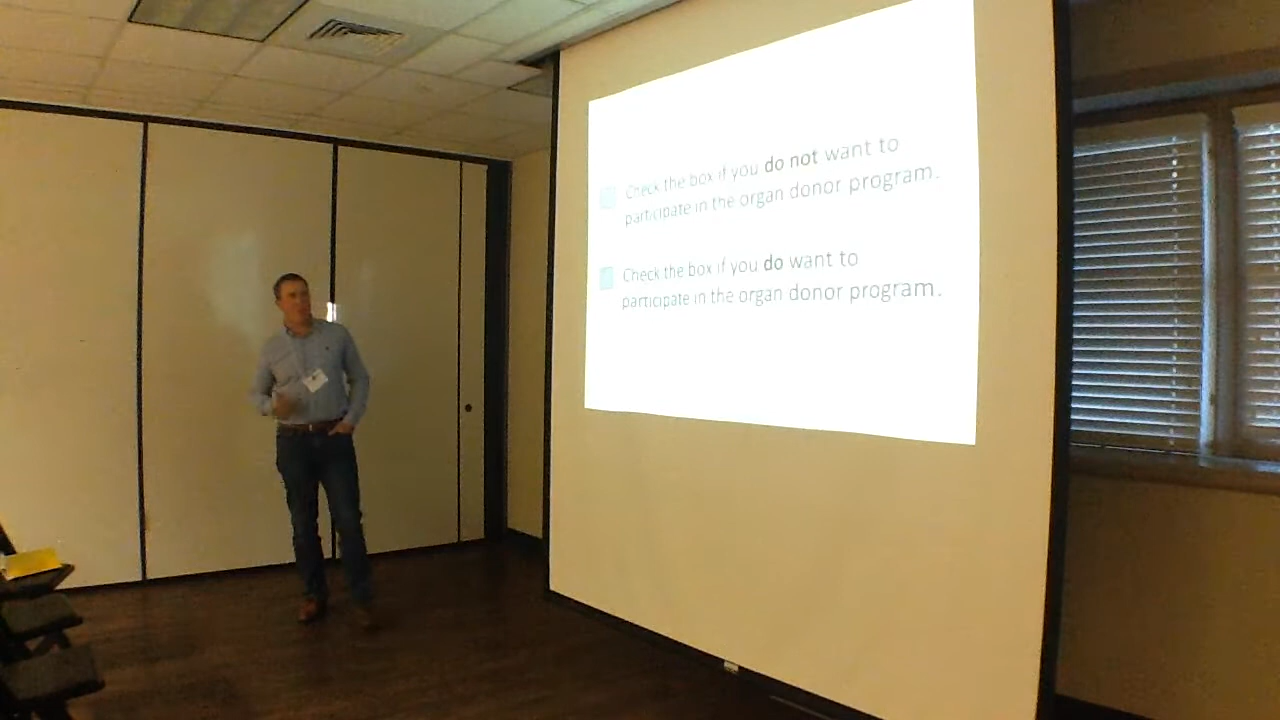 Check the box if you do not want to
participate in the organ donor program.
Check the box if you do want to
participate in the organ donor program.